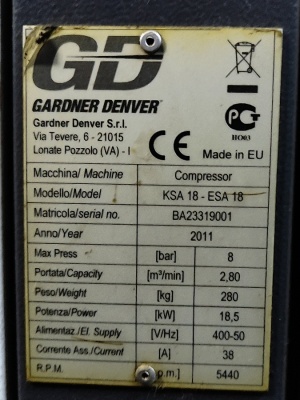 GD
GARDNER DENVER
Gardner Denver S.r.l.
Via Tevere, 6 - 21015
Lonate Pozzolo (VA) - I
PCT
ПО03
CE
Made in EU
Macchina/ Machine Compressor
Modello/Model KSA 18 - ESA 18
Matricola/serial no. BA23319001
Anno/Year 2011
Max Press [bar] 8
Portata/Capacity [m³/min] 2,80
Peso/Weight [kg] 280
Potenza/Power [kW] 18,5
Alimentaz./El. Supply [V/Hz] 400-50
Corrente Ass./Current [A] 38
R.P.M. .p.m.] 5440